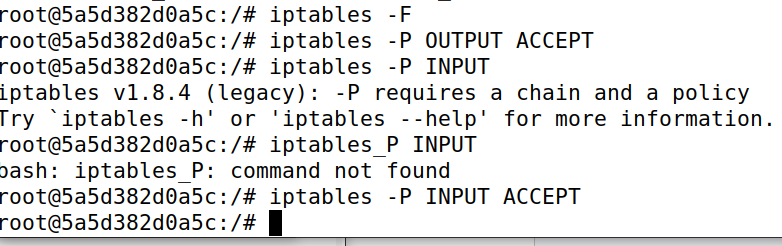 root@5a5d382d0a5c:/# iptables -F
root@5a5d382d0a5c:/# iptables -P OUTPUT ACCEPT
root@5a5d382d0a5c:/# iptables -P INPUT
iptables v1.8.4 (legacy): -P requires a chain and a policy
Try `iptables -h' or 'iptables --help' for more information.
root@5a5d382d0a5c:/# iptables_P INPUT
bash: iptables_P: command not found
root@5a5d382d0a5c:/# iptables -P INPUT ACCEPT
root@5a5d382d0a5c:/#